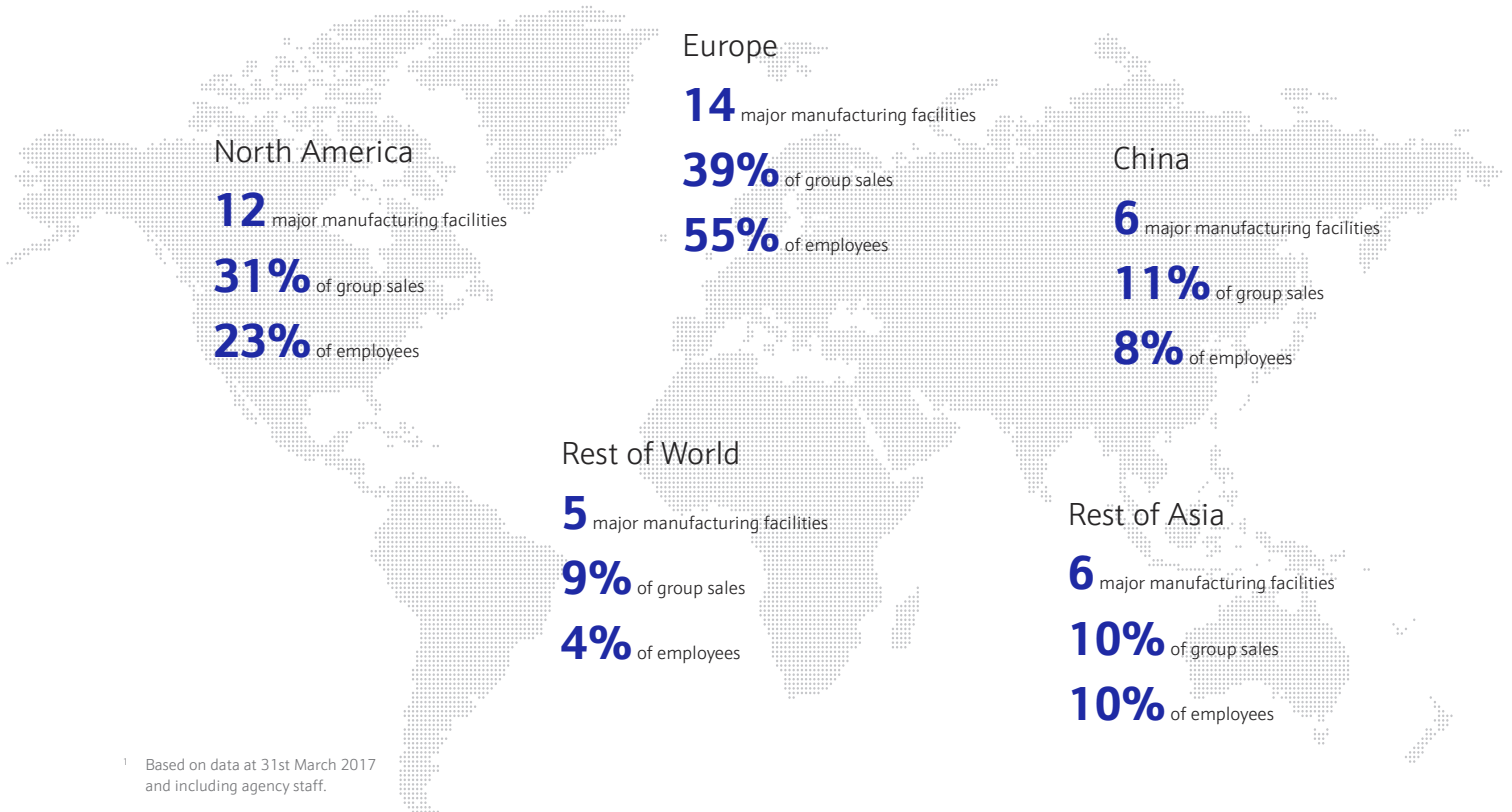 Europe
14 major manufacturing facilities
39% of group sales
55% of employees
North America
12 major manufacturing facilities
31% of group sales
23% of employees
China
6 major manufacturing facilities
11% of group sales
8% of employees
Rest of World
5 major manufacturing facilities
9% of group sales
4% of employees
Rest of Asia
6 major manufacturing facilities
10% of group sales
10% of employees
1 Based on data at 31st March 2017
and including agency staff.